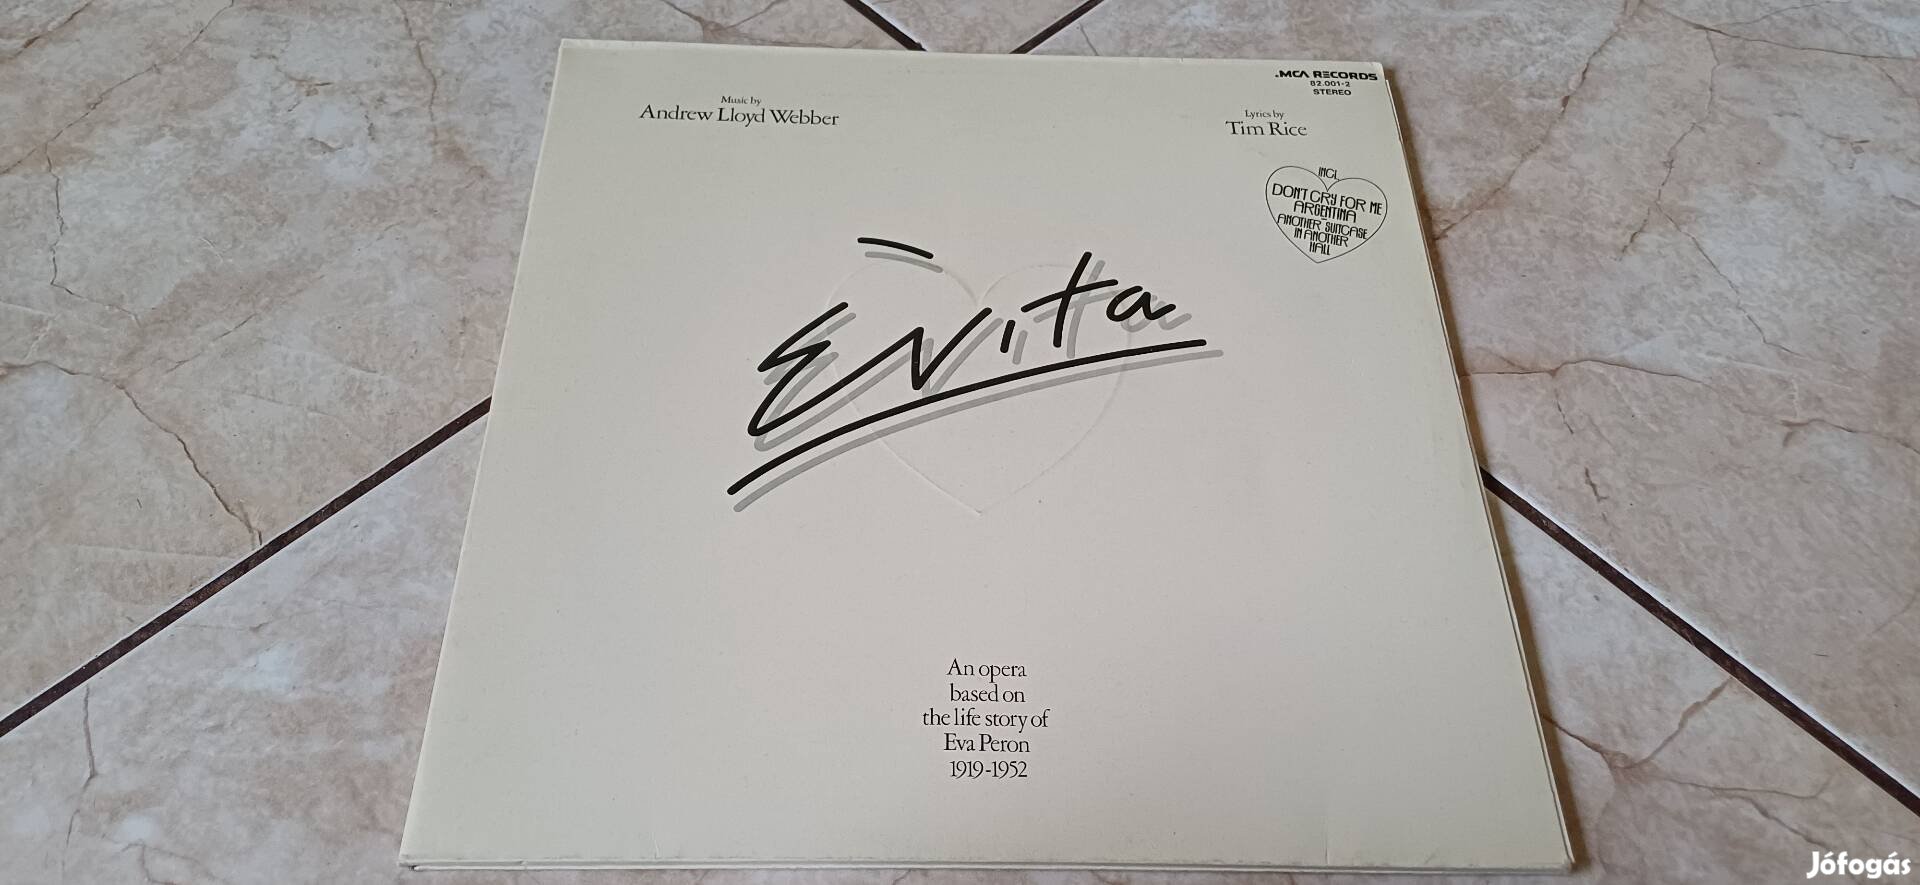 MCA RECORDS
82.001-2
STEREO
Music by
Andrew Lloyd Webber
Lyrics by
Tim Rice
INCL.
DON'T CRY FOR ME
ARGENTINA
-
ANOTHER SUITCASE
IN ANOTHER
HALL
Evita
An opera
based on
the life story of
Eva Peron
1919-1952
Jófogás